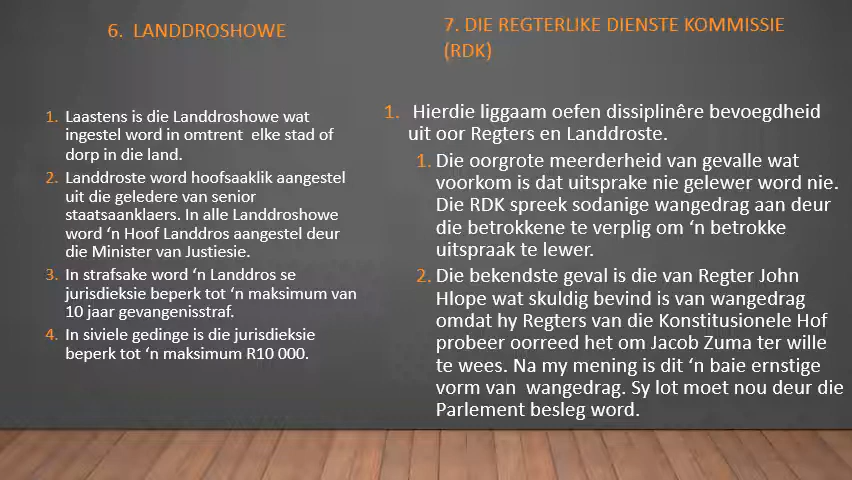 6. LANDDROSHOWE
1. Laastens is die Landdroshowe wat
ingestel word in omtrent elke stad of
dorp in die land.
2. Landdroste word hoofsaaklik aangestel
uit die geledere van senior
staatsaanklaers. In alle Landdroshowe
word ‘n Hoof Landdros aangestel deur
die Minister van Justiesie.
3. In strafsake word ‘n Landdros se
jurisdieksie beperk tot ‘n maksimum van
10 jaar gevangenisstraf.
4. In siviele gedinge is die jurisdieksie
beperk tot ‘n maksimum R10 000.
7. DIE REGTERLIKE DIENSTE KOMMISSIE
(RDK)
1. Hierdie liggaam oefen dissiplinêre bevoegdheid
uit oor Regters en Landdroste.
1. Die oorgrote meerderheid van gevalle wat
voorkom is dat uitsprake nie gelewer word nie.
Die RDK spreek sodanige wangedrag aan deur
die betrokkene te verplig om ‘n betrokke
uitspraak te lewer.
2. Die bekendste geval is die van Regter John
Hlope wat skuldig bevind is van wangedrag
omdat hy Regters van die Konstitusionele Hof
probeer oorreed het om Jacob Zuma ter wille
te wees. Na my mening is dit ‘n baie ernstige
vorm van wangedrag. Sy lot moet nou deur die
Parlement besleg word.